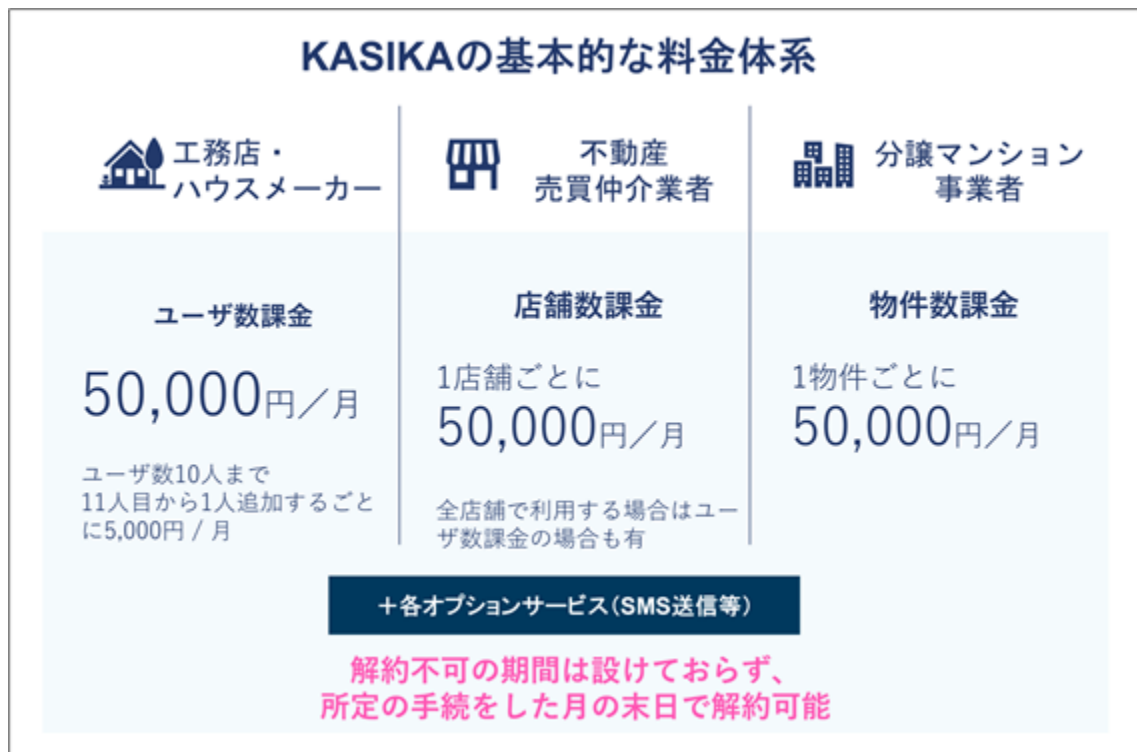 KASIKAの基本的な料金体系
工務店・
ハウスメーカー
ユーザ数課金
50,000円／月
ユーザ数10人まで
11人目から1人追加するごと
に5,000円 / 月
不動産
売買仲介業者
店舗数課金
1店舗ごとに
50,000円／月
全店舗で利用する場合はユー
ザ数課金の場合も有
分譲マンション
事業者
物件数課金
1物件ごとに
50,000円／月
＋各オプションサービス（SMS送信等）
解約不可の期間は設けておらず、
所定の手続をした月の末日で解約可能